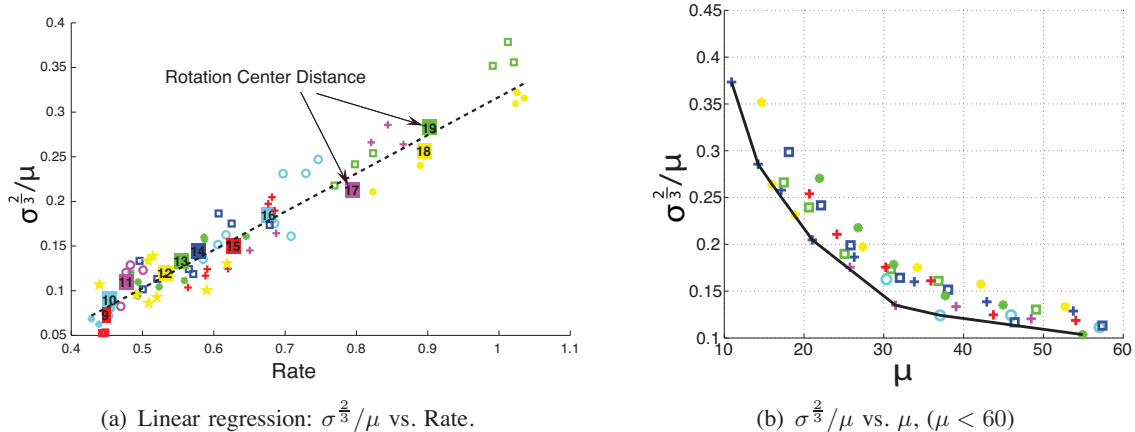 0.4
0.35
0.3
0.25
0.2
0.15
0.1
0.05
σ^{2/3}/μ
Rotation Center Distance
9 10 11 12 13 14 15 16 17 18 19
0.4 0.5 0.6 0.7 0.8 0.9 1 1.1
Rate
(a) Linear regression: σ^{2/3}/μ vs. Rate.
0.45
0.4
0.35
0.3
0.25
0.2
0.15
0.1
σ^{2/3}/μ
10 20 30 40 50 60
μ
(b) σ^{2/3}/μ vs. μ, (μ < 60)